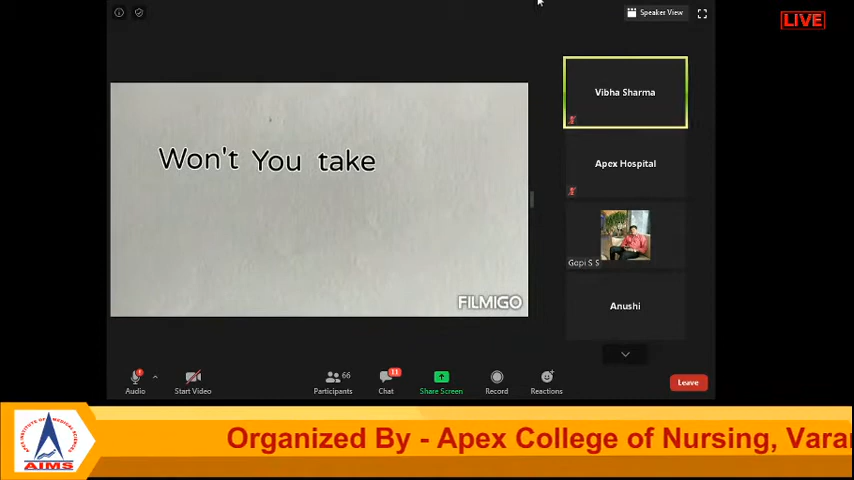 Speaker View
LIVE
Won't You take
FILMIGO
Vibha Sharma
Apex Hospital
Gopi S S
Anushi
Audio
Start Video
66
Participants
11
Chat
Share Screen
Record
Reactions
Leave
AIMS
Organized By - Apex College of Nursing, Varan